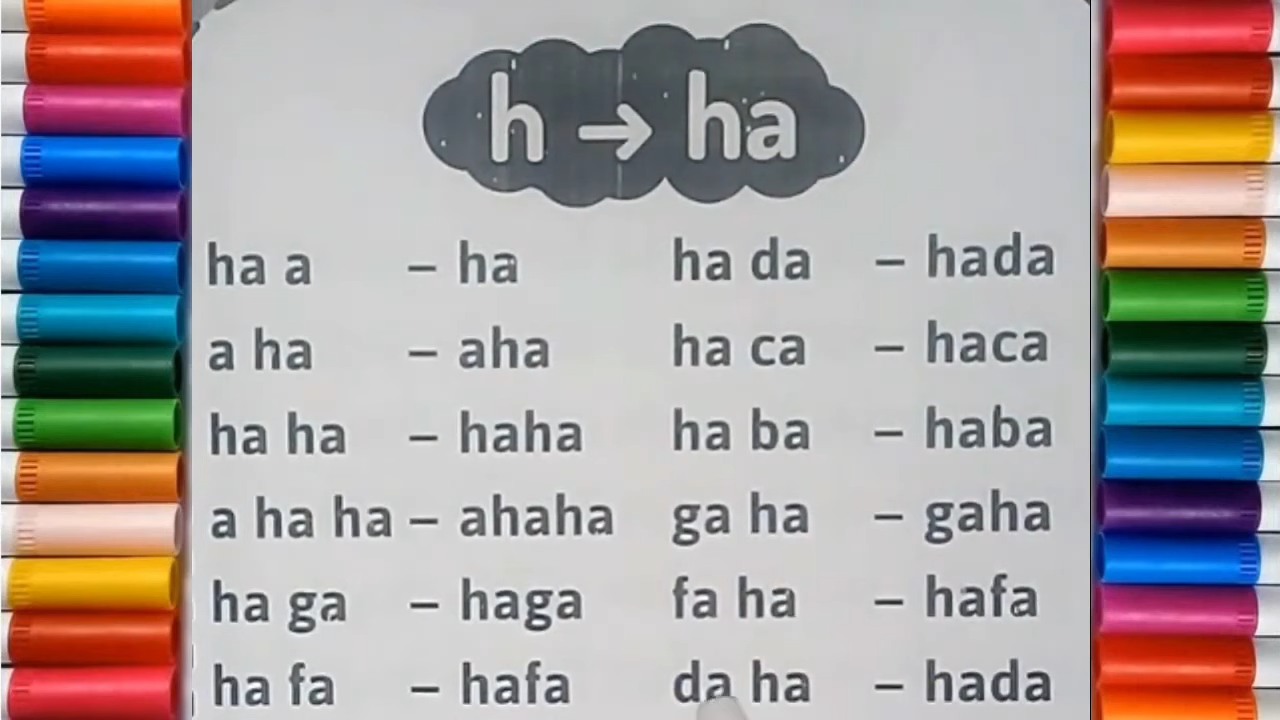 h → ha
ha a – ha
a ha – aha
ha ha – haha
a ha ha – ahaha
ha ga – haga
ha fa – hafa
ha da – hada
ha ca – haca
ha ba – haba
ga ha – gaha
fa ha – hafa
da ha – hada